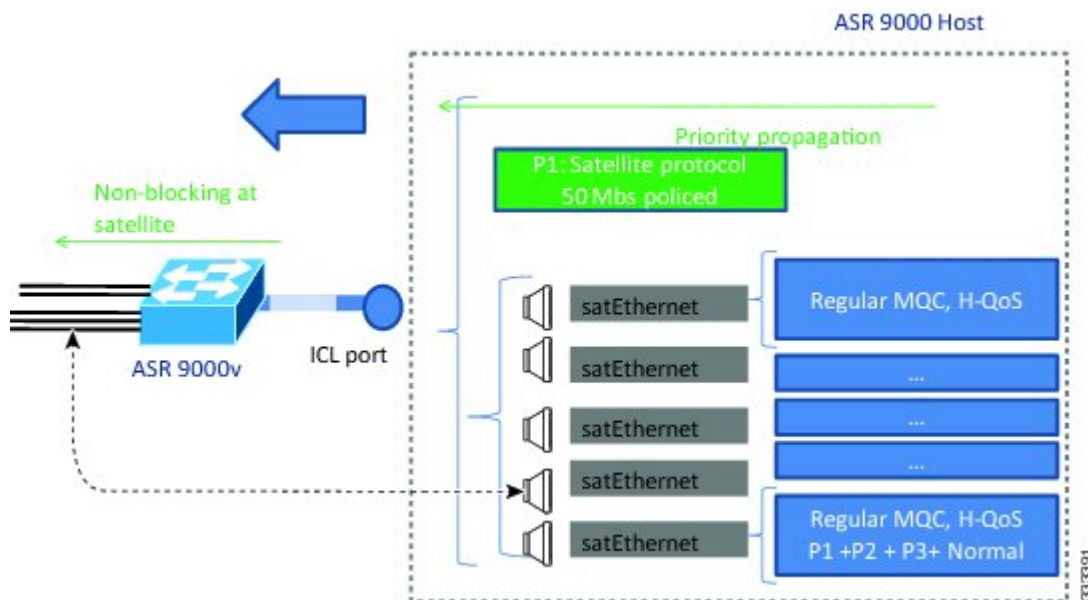 ASR 9000 Host
Priority propagation
P1: Satellite protocol
50 Mbs policed
Non-blocking at
satellite
satEthernet
Regular MQC, H-QoS
ICL port
ASR 9000v
satEthernet
...
satEthernet
...
satEthernet
...
satEthernet
Regular MQC, H-QoS
P1 +P2 + P3+ Normal
333391